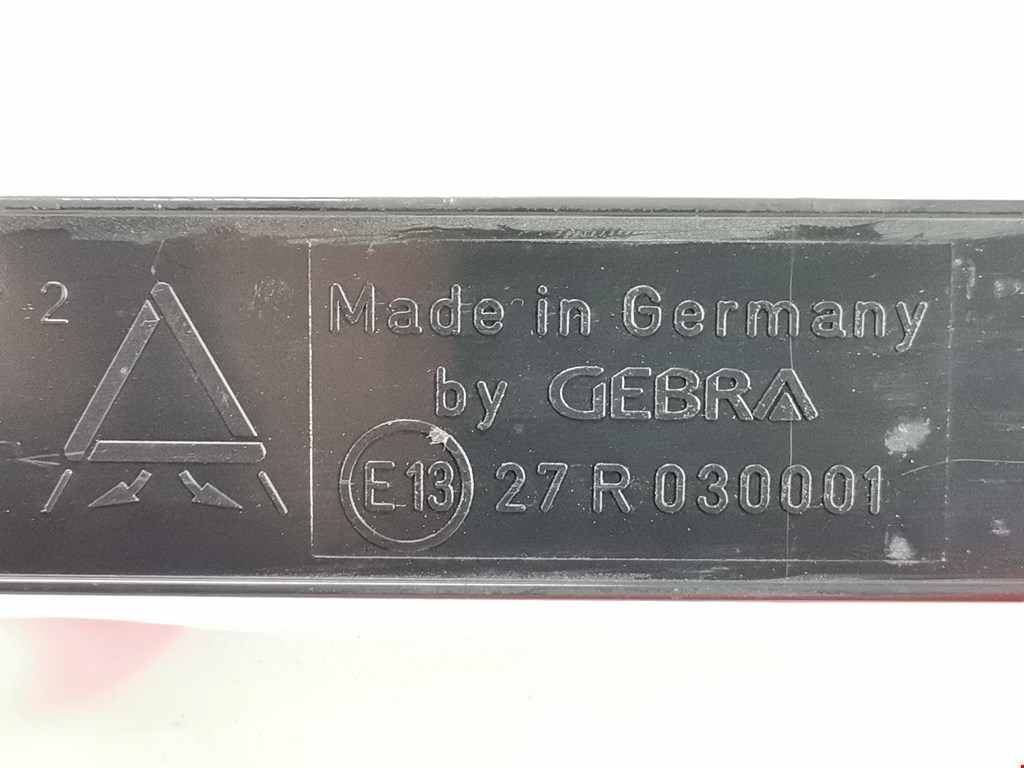 2
Made in Germany
by GEBRA
E13 27 R 030001